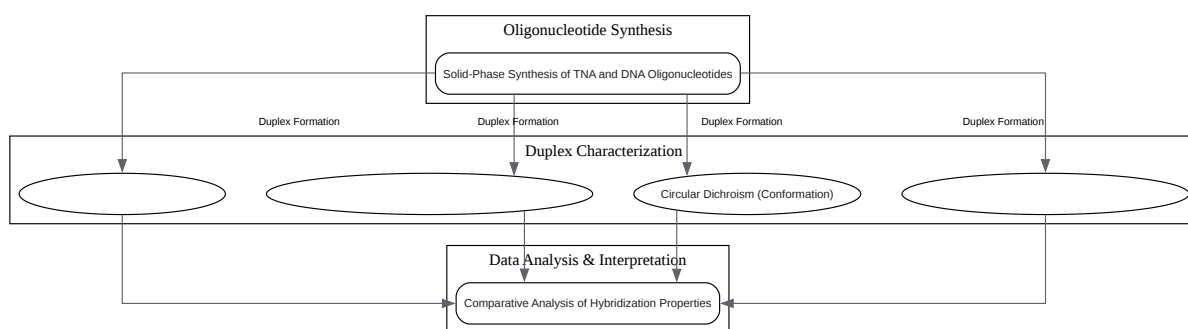 Oligonucleotide Synthesis
Solid-Phase Synthesis of TNA and DNA Oligonucleotides
Duplex Formation
Duplex Formation
Duplex Formation
Duplex Formation
Duplex Characterization
Circular Dichroism (Conformation)
Data Analysis & Interpretation
Comparative Analysis of Hybridization Properties